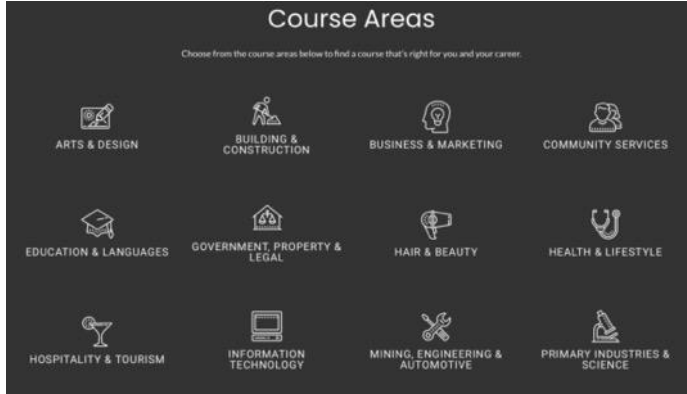 Course Areas
Choose from the course areas below to find a course that's right for you and your career.
ARTS & DESIGN
BUILDING &
CONSTRUCTION
BUSINESS & MARKETING
COMMUNITY SERVICES
EDUCATION & LANGUAGES
GOVERNMENT, PROPERTY &
LEGAL
HAIR & BEAUTY
HEALTH & LIFESTYLE
HOSPITALITY & TOURISM
INFORMATION
TECHNOLOGY
MINING, ENGINEERING &
AUTOMOTIVE
PRIMARY INDUSTRIES &
SCIENCE